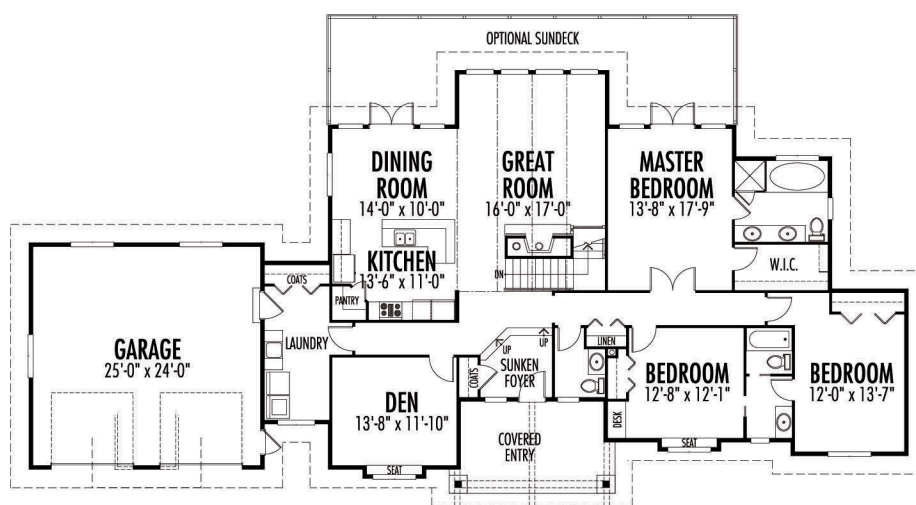 OPTIONAL SUNDECK
DINING
ROOM
14'-0" x 10'-0"
GREAT
ROOM
16'-0" x 17'-0"
MASTER
BEDROOM
13'-8" x 17'-9"
KITCHEN
13'-6" x 11'-0"
DN
W.I.C.
COATS
PANTRY
GARAGE
25'-0" x 24'-0"
LAUNDRY
UP
UP
SUNKEN
FOYER
COATS
LINEN
DEN
13'-8" x 11'-10"
BEDROOM
12'-8" x 12'-1"
BEDROOM
12'-0" x 13'-7"
DESK
COVERED
ENTRY
SEAT
SEAT